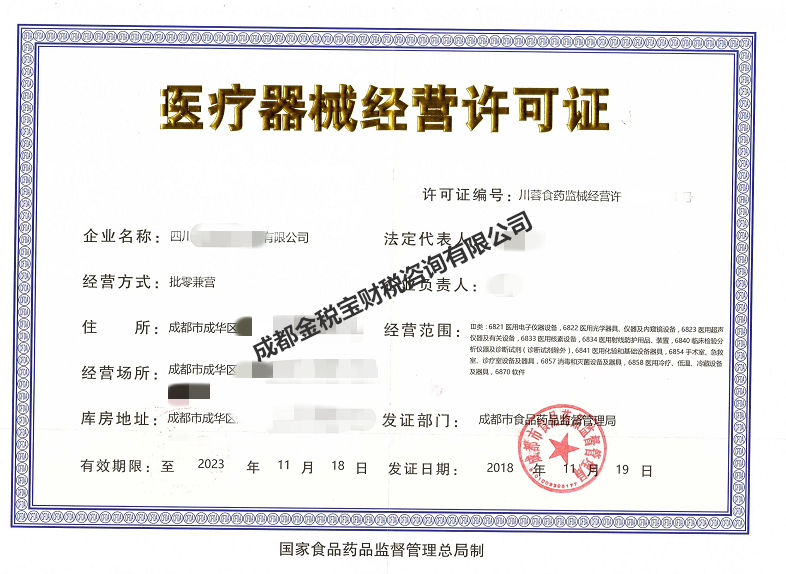 医疗器械经营许可证
许可证编号：川蓉食药监械经营许 号
企业名称：四川 有限公司
法定代表人
经营方式：批零兼营
企业负责人：
住 所：成都市成华区
经营范围：III类：6821 医用电子仪器设备，6822 医用光学器具、仪器及内窥镜设备，6823 医用超声
仪器及有关设备，6833 医用核素设备，6834 医用射线防护用品、装置，6840 临床检验分
析仪器及诊断试剂（诊断试剂除外），6841 医用化验和基础设备器具，6854 手术室、急救
室、诊疗室设备及器具，6857 消毒和灭菌设备及器具，6858 医用冷疗、低温、冷藏设备
及器具，6870 软件
经营场所：成都市成华区
库房地址：成都市成华区
发证部门：成都市食品药品监督管理局
有效期限：至 2023 年 11 月 18 日
发证日期：2018 年 11 月 19 日
国家食品药品监督管理总局制
成都金税宝财税咨询有限公司
成都市食品药品监督管理局